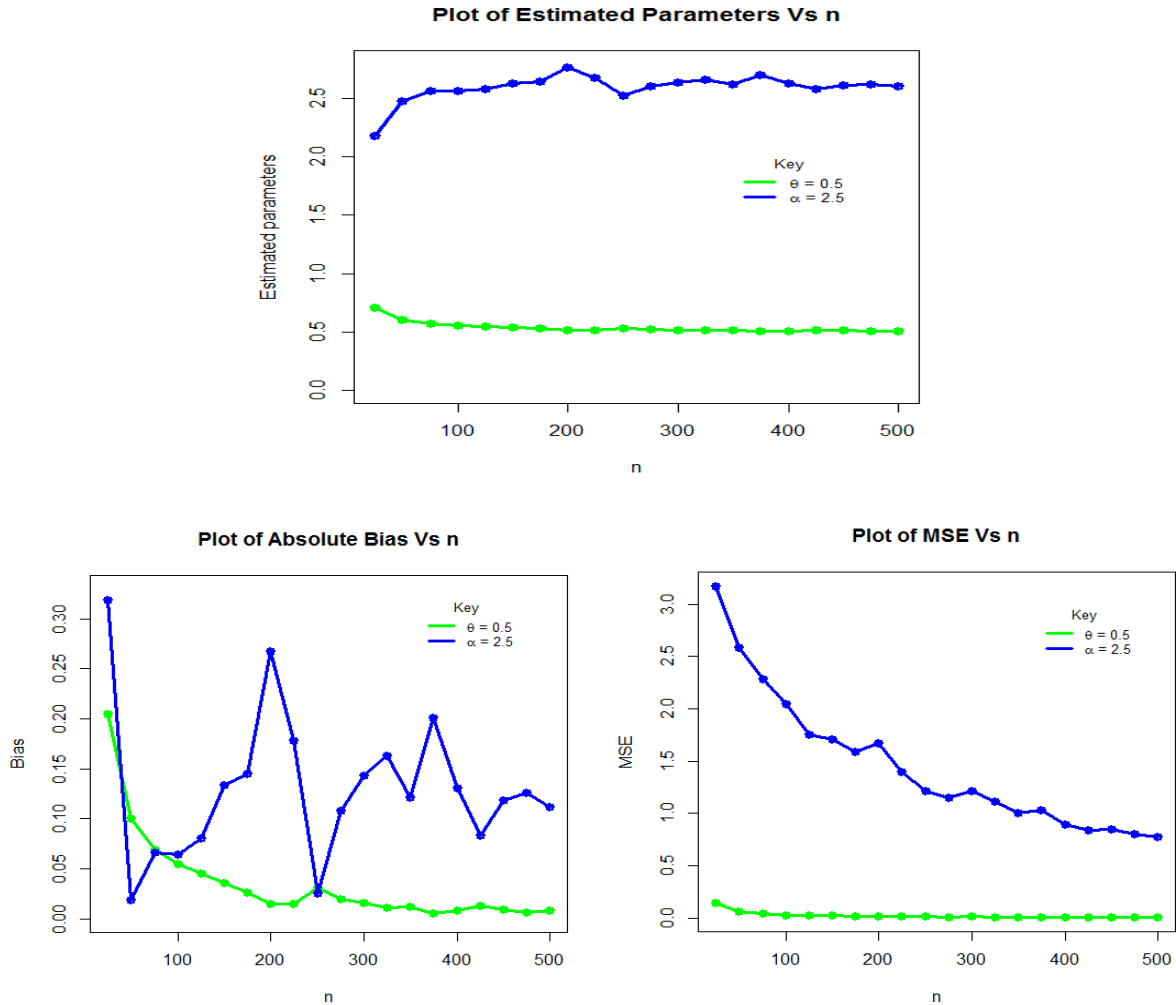 Plot of Estimated Parameters Vs n
Estimated parameters
2.5
2.0
1.5
1.0
0.5
0.0
Key
θ = 0.5
α = 2.5
100 200 300 400 500
n
Plot of Absolute Bias Vs n
Bias
0.30
0.25
0.20
0.15
0.10
0.05
0.00
Key
θ = 0.5
α = 2.5
100 200 300 400 500
n
Plot of MSE Vs n
MSE
3.0
2.5
2.0
1.5
1.0
0.5
0.0
Key
θ = 0.5
α = 2.5
100 200 300 400 500
n